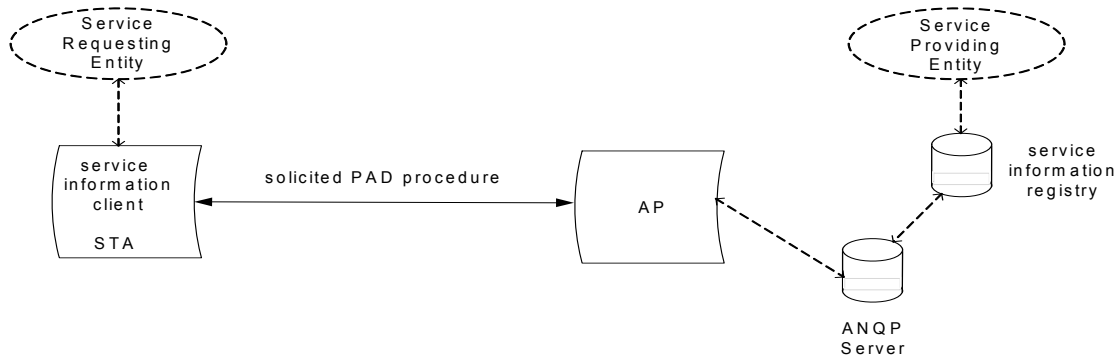 Service
Requesting
Entity
Service
Providing
Entity
service
information
client
STA
solicited PAD procedure
AP
service
information
registry
ANQP
Server